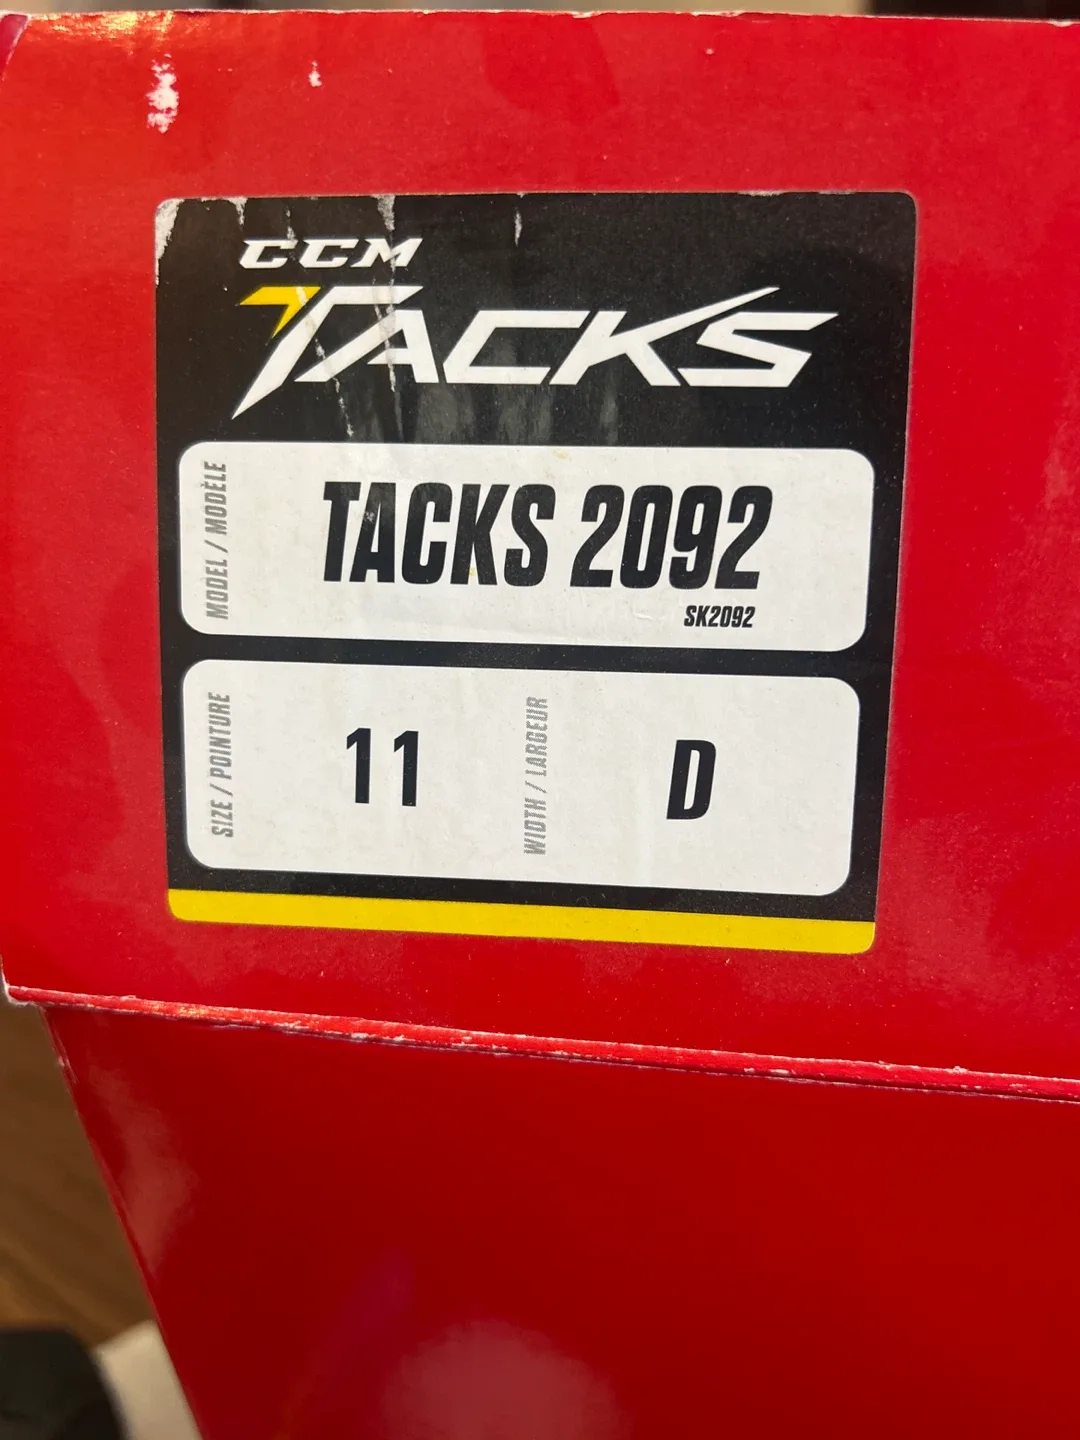 CCM
TACKS
MODEL / MODÈLE
TACKS 2092
SK2092
SIZE / POINTURE
11
WIDTH / LARGEUR
D